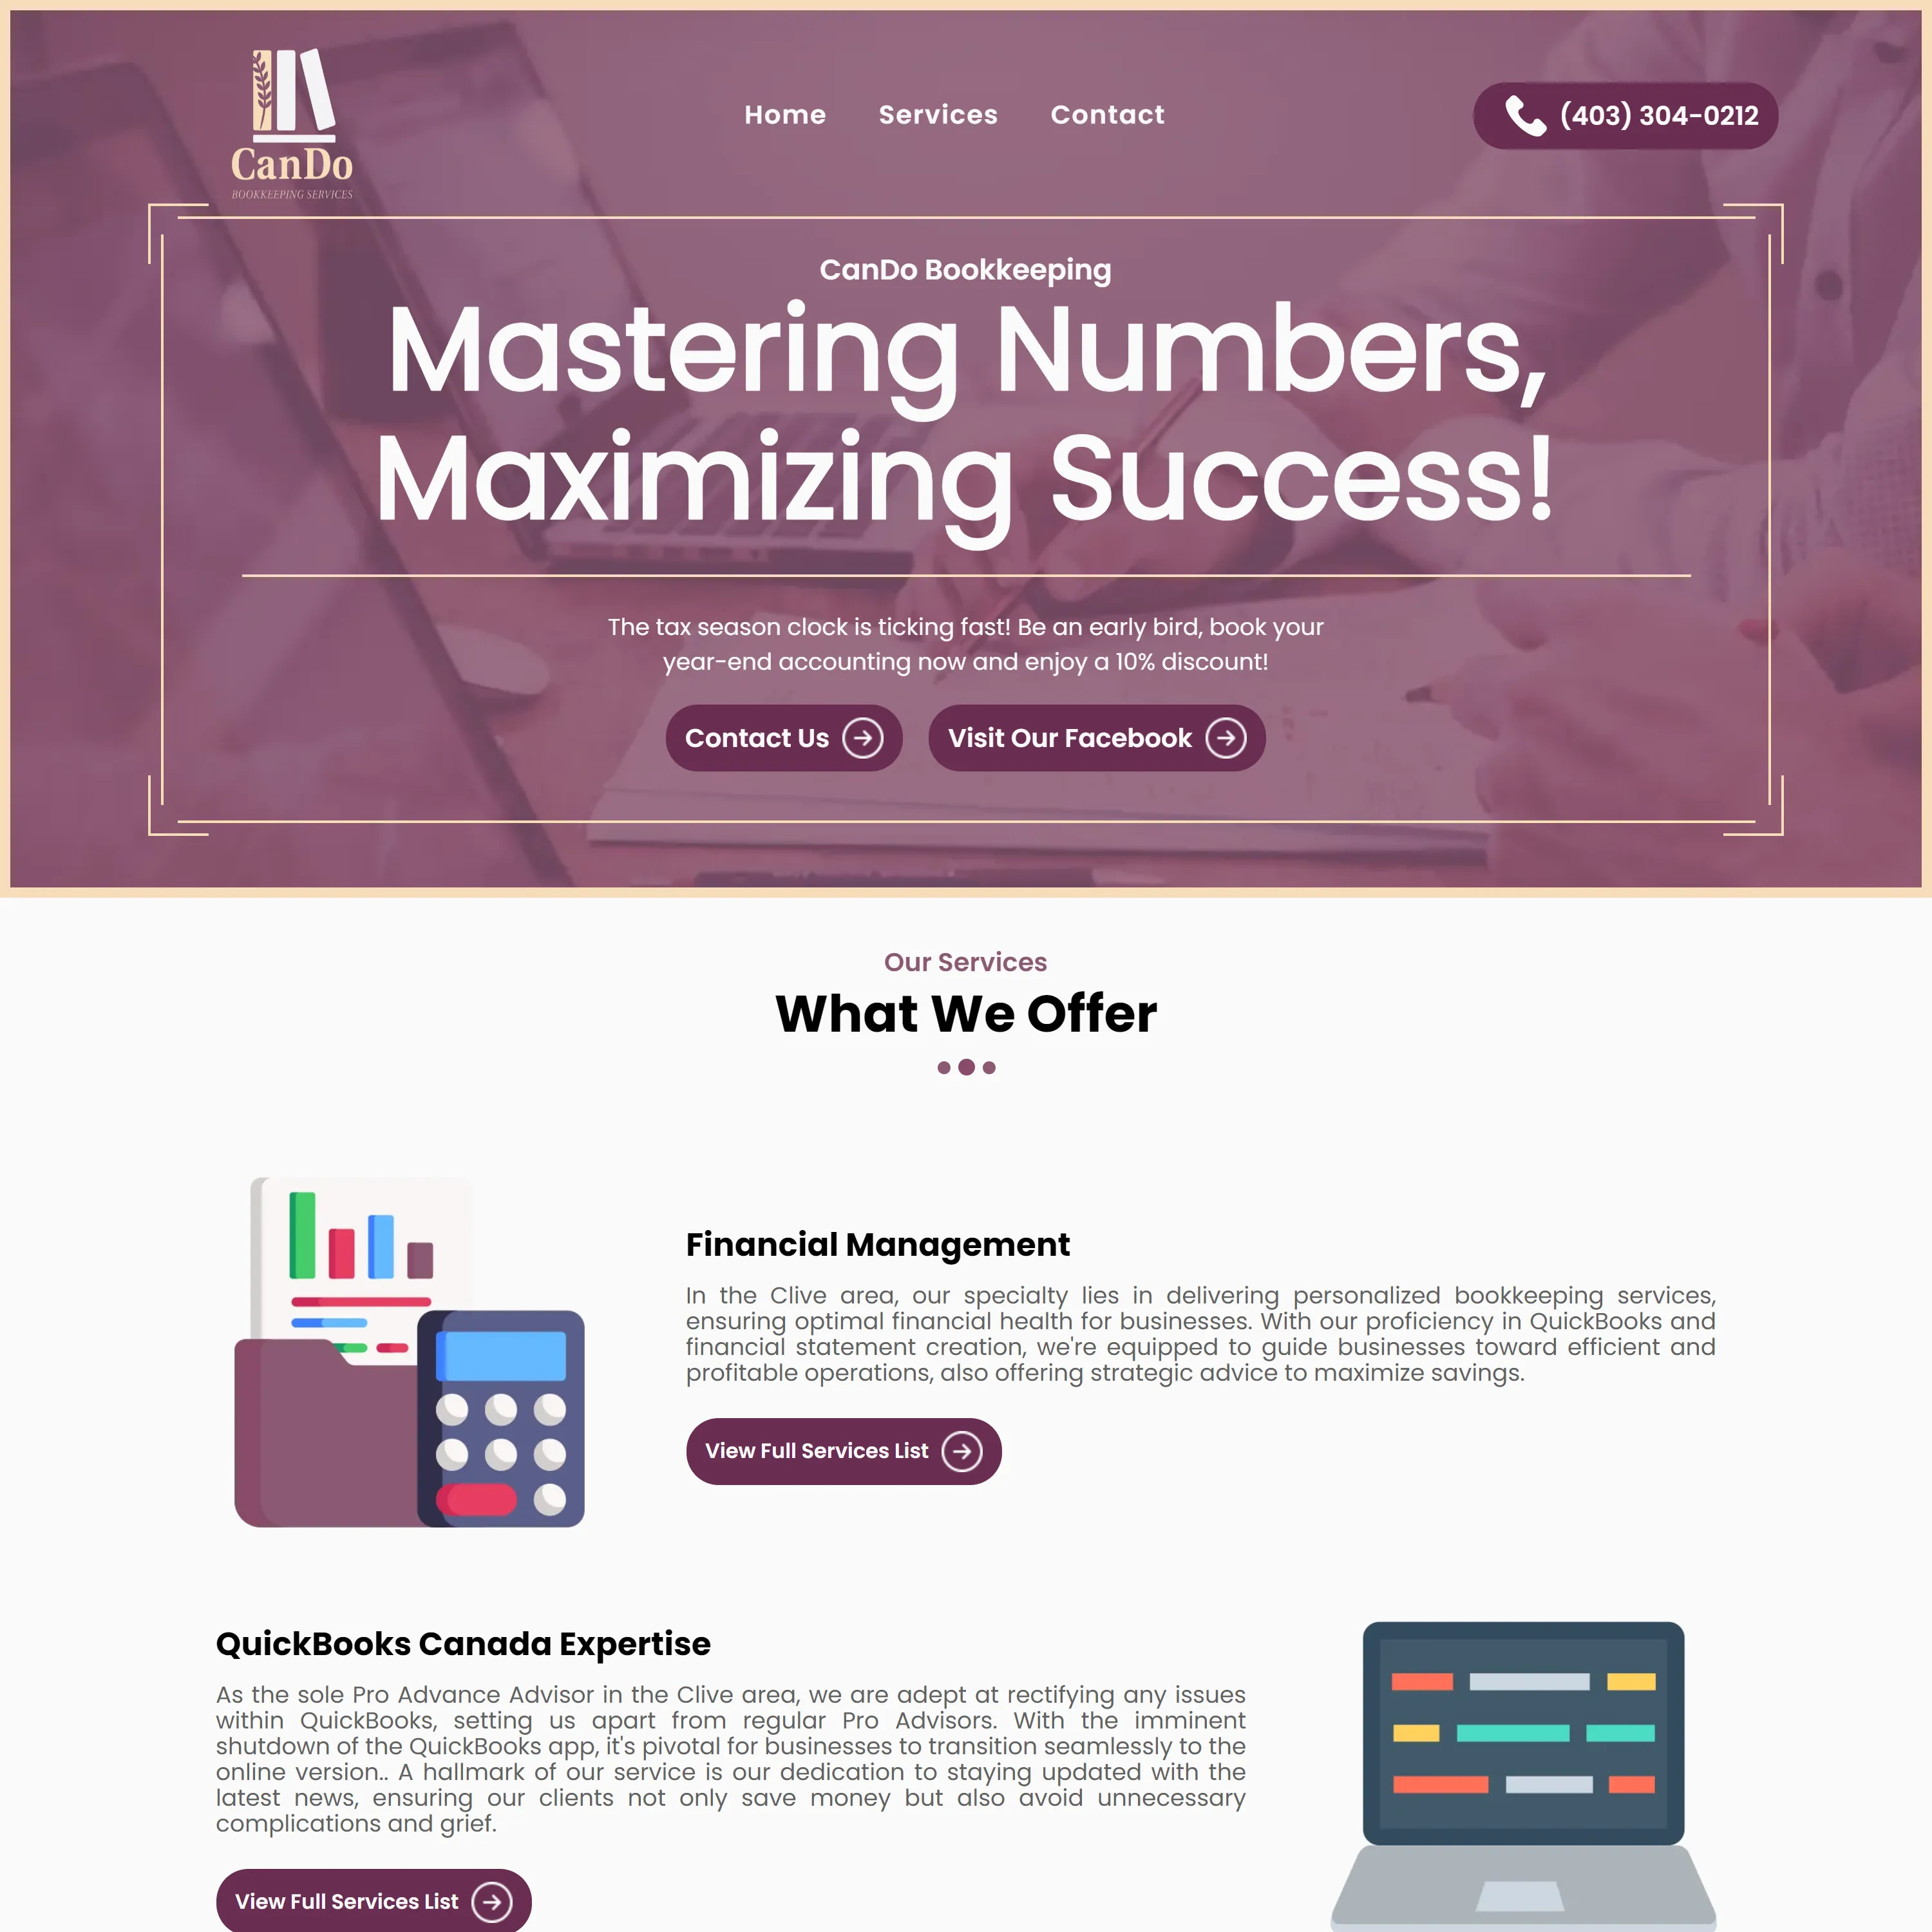 CanDo
BOOKKEEPING SERVICES
Home Services Contact
(403) 304-0212
CanDo Bookkeeping
Mastering Numbers,
Maximizing Success!
The tax season clock is ticking fast! Be an early bird, book your
year-end accounting now and enjoy a 10% discount!
Contact Us
Visit Our Facebook
Our Services
What We Offer
Financial Management
In the Clive area, our specialty lies in delivering personalized bookkeeping services,
ensuring optimal financial health for businesses. With our proficiency in QuickBooks and
financial statement creation, we're equipped to guide businesses toward efficient and
profitable operations, also offering strategic advice to maximize savings.
View Full Services List
QuickBooks Canada Expertise
As the sole Pro Advance Advisor in the Clive area, we are adept at rectifying any issues
within QuickBooks, setting us apart from regular Pro Advisors. With the imminent
shutdown of the QuickBooks app, it's pivotal for businesses to transition seamlessly to the
online version.. A hallmark of our service is our dedication to staying updated with the
latest news, ensuring our clients not only save money but also avoid unnecessary
complications and grief.
View Full Services List